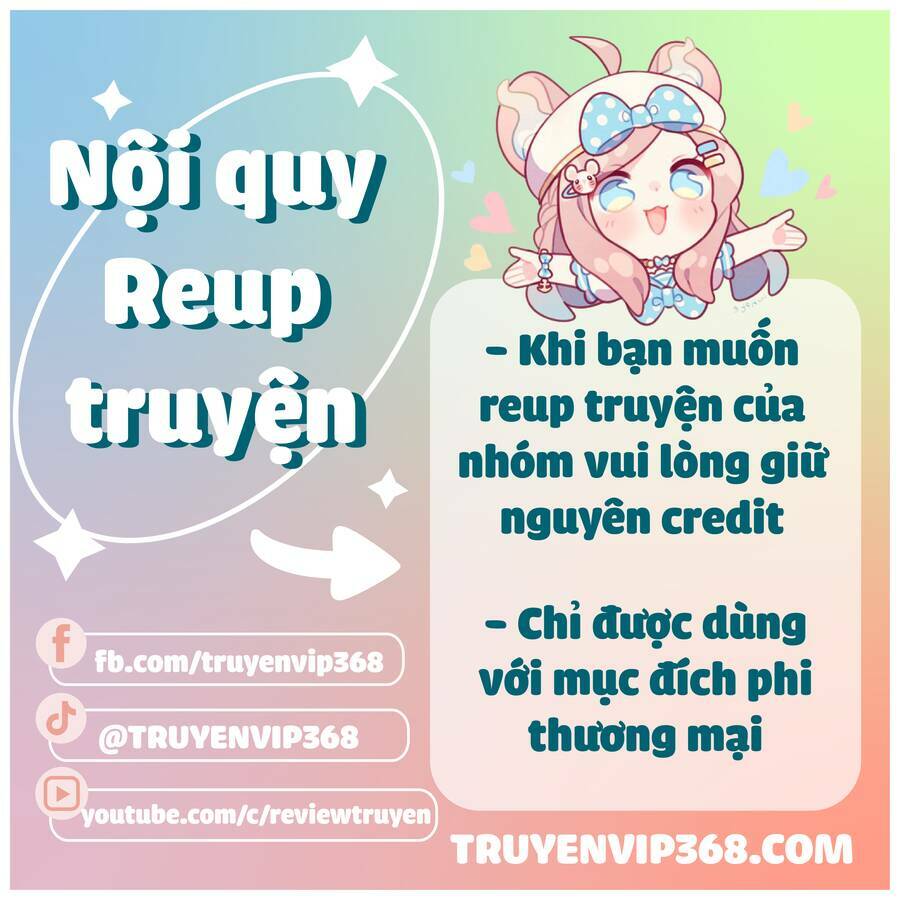 Nội quy
Reup
truyện
– Khi bạn muốn
reup truyện của
nhóm vui lòng giữ
nguyên credit
– Chỉ được dùng
với mục đích phi
thương mại
fb.com/truyenvip368
@TRUYENVIP368
youtube.com/c/reviewtruyen
TRUYENVIP368.COM